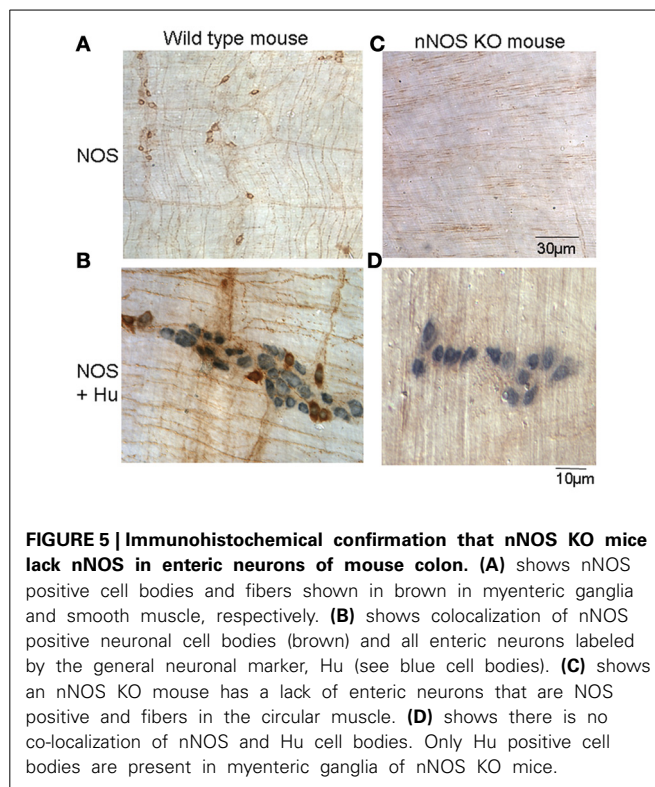 A Wild type mouse C nNOS KO mouse
NOS
30µm
B D
NOS
+ Hu
10µm
FIGURE 5 | Immunohistochemical confirmation that nNOS KO mice
lack nNOS in enteric neurons of mouse colon. (A) shows nNOS
positive cell bodies and fibers shown in brown in myenteric ganglia
and smooth muscle, respectively. (B) shows colocalization of nNOS
positive neuronal cell bodies (brown) and all enteric neurons labeled
by the general neuronal marker, Hu (see blue cell bodies). (C) shows
an nNOS KO mouse has a lack of enteric neurons that are NOS
positive and fibers in the circular muscle. (D) shows there is no
co-localization of nNOS and Hu cell bodies. Only Hu positive cell
bodies are present in myenteric ganglia of nNOS KO mice.